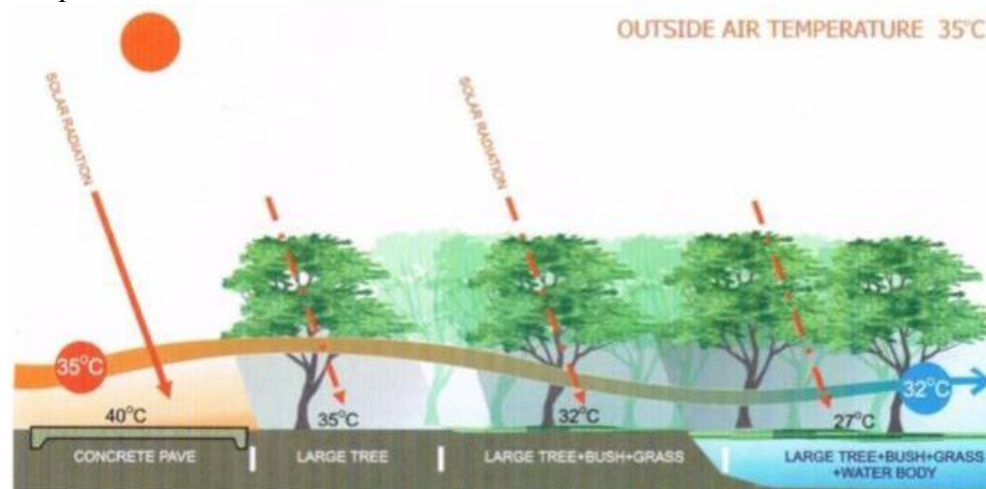 OUTSIDE AIR TEMPERATURE 35°C
SOLAR RADIATION
SOLAR RADIATION
35°C
32°C
40°C
35°C
32°C
27°C
CONCRETE PAVE
LARGE TREE
LARGE TREE+BUSH+GRASS
LARGE TREE+BUSH+GRASS
+WATER BODY